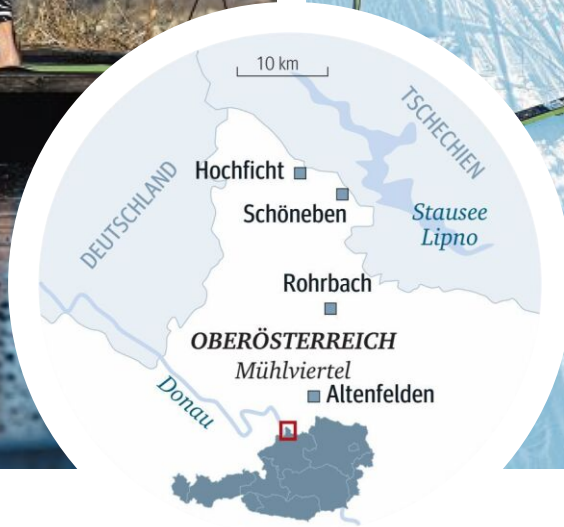 10 km
TSCHECHIEN
DEUTSCHLAND
Hochficht
Schöneben
Stausee
Lipno
Rohrbach
OBERÖSTERREICH
Mühlviertel
Donau
Altenfelden